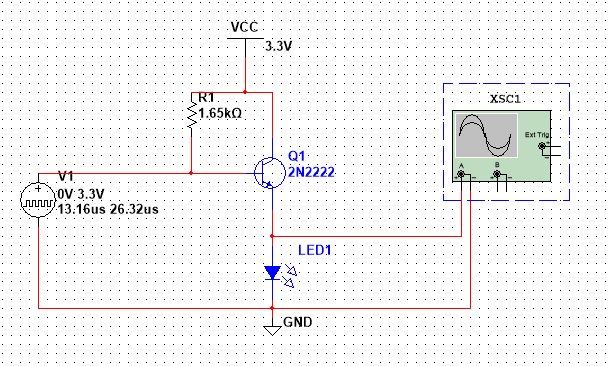 VCC
3.3V
R1
1.65kΩ
XSC1
Ext Trig
+
_
A
B
+ _ + _
Q1
2N2222
V1
+
0V 3.3V
13.16us 26.32us
LED1
GND